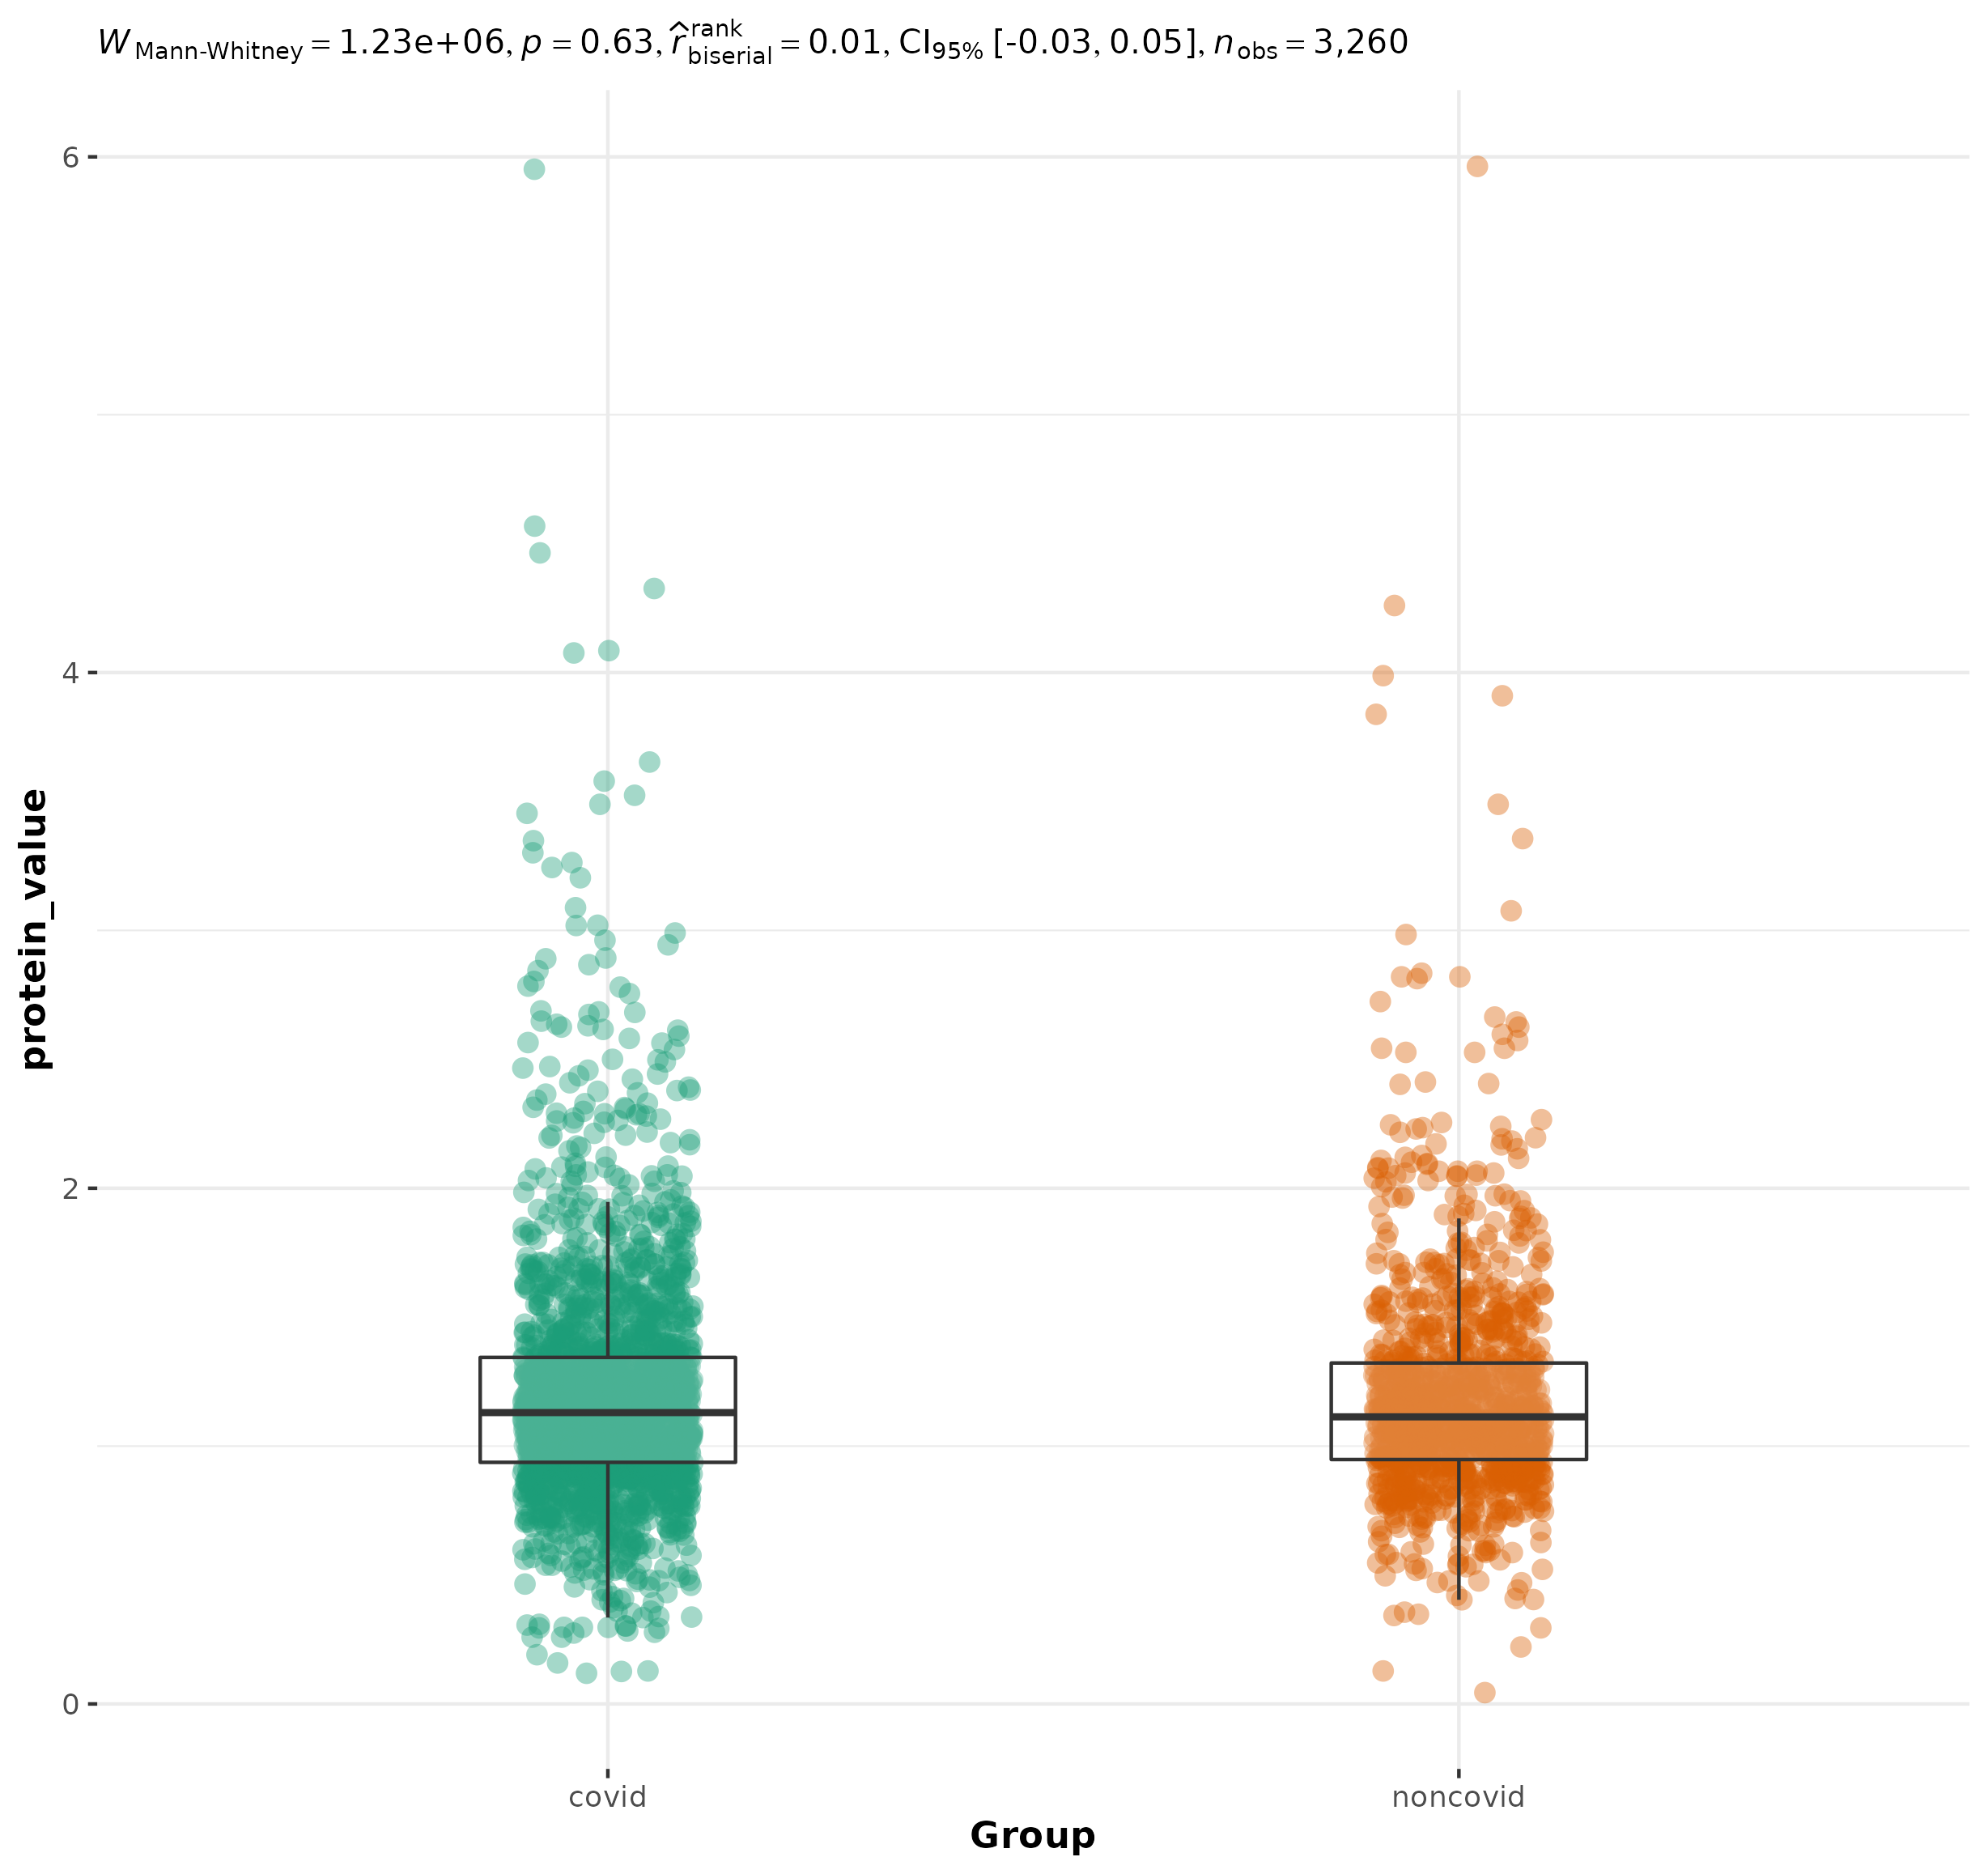 W Mann-Whitney = 1.23e+06, p = 0.63, r̂ rank biserial = 0.01, CI95% [-0.03, 0.05], n obs = 3,260
6
4
2
0
protein_value
covid noncovid
Group